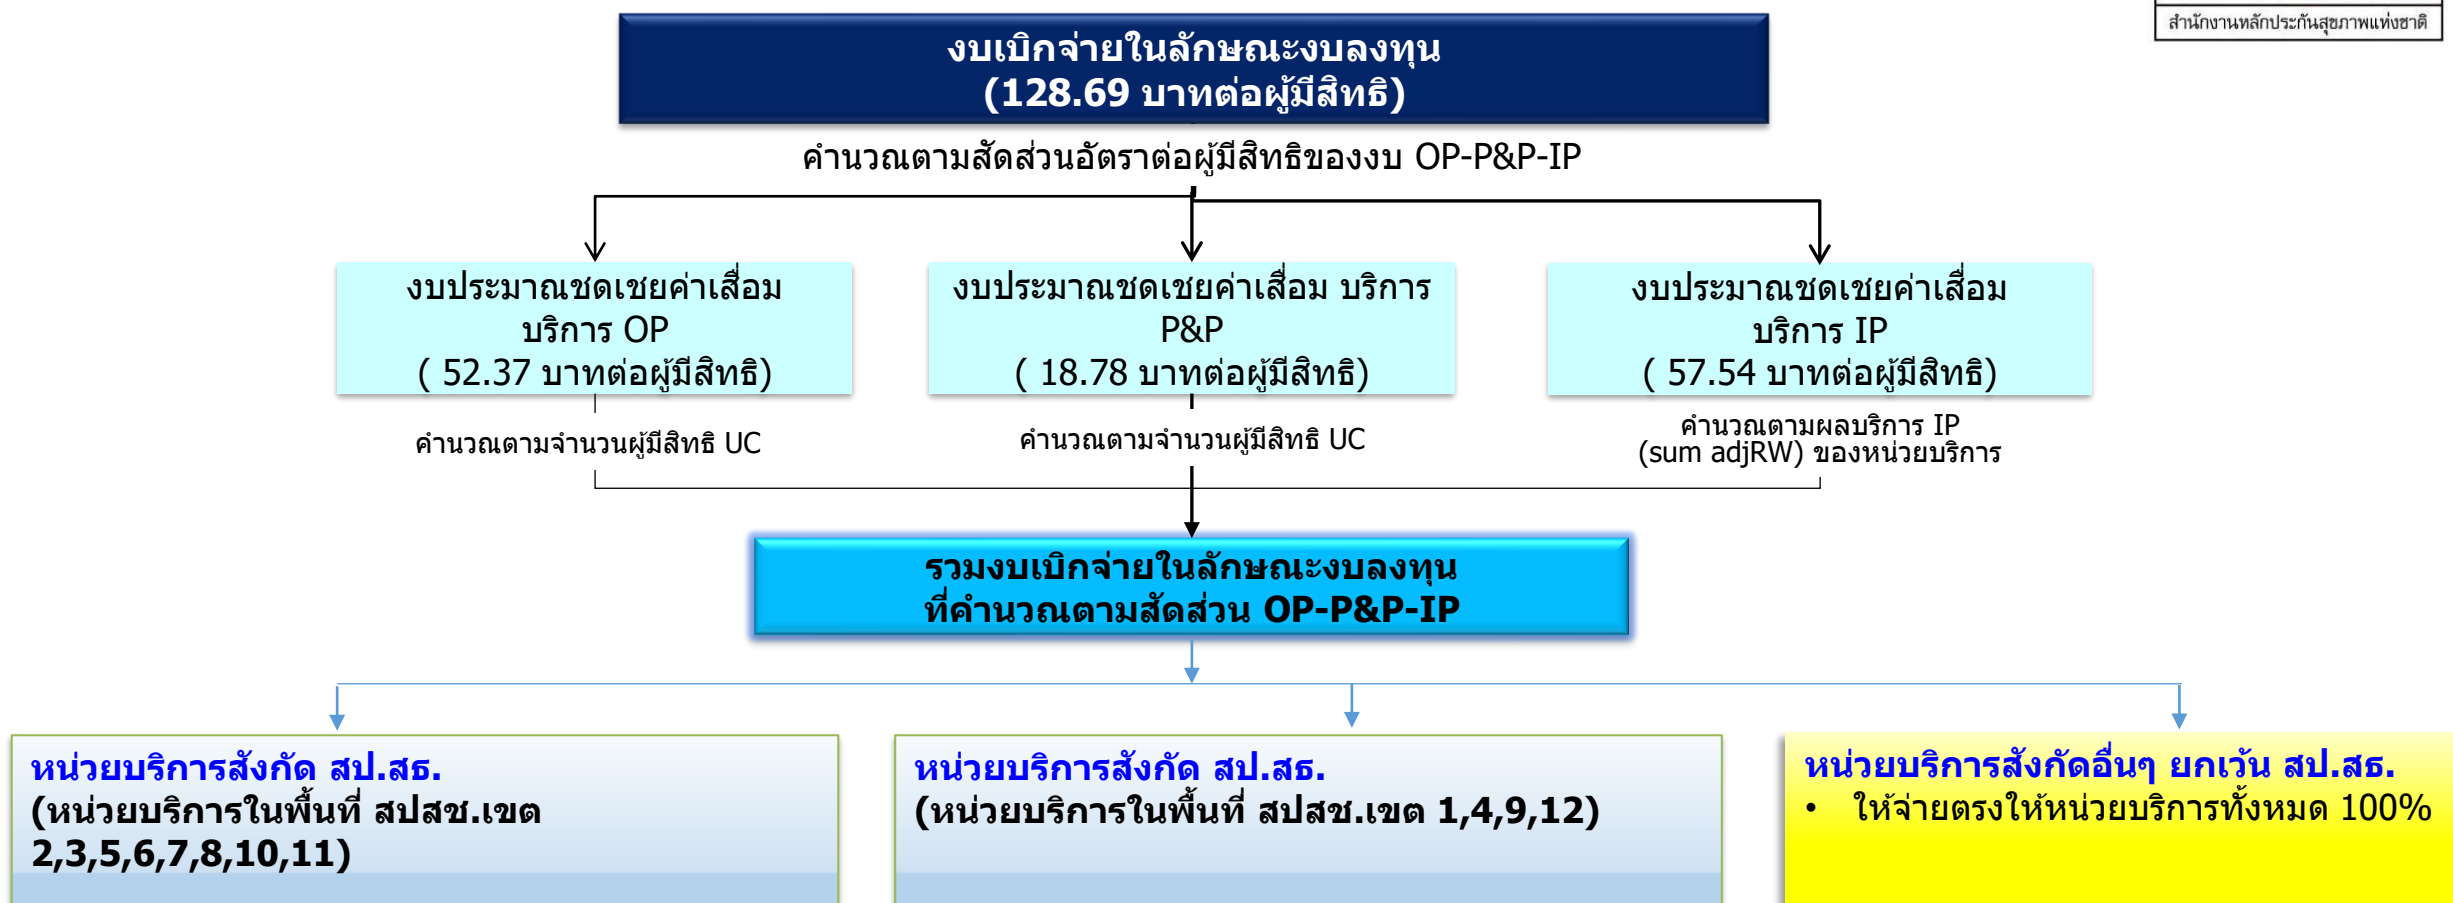 สำนักงานหลักประกันสุขภาพแห่งชาติ
งบเบิกจ่ายในลักษณะงบลงทุน
(128.69 บาทต่อผู้มีสิทธิ)
คำนวณตามสัดส่วนอัตราต่อผู้มีสิทธิของงบ OP-P&P-IP
งบประมาณชดเชยค่าเสื่อม
บริการ OP
( 52.37 บาทต่อผู้มีสิทธิ)
งบประมาณชดเชยค่าเสื่อม บริการ
P&P
( 18.78 บาทต่อผู้มีสิทธิ)
งบประมาณชดเชยค่าเสื่อม
บริการ IP
( 57.54 บาทต่อผู้มีสิทธิ)
คำนวณตามจำนวนผู้มีสิทธิ UC
คำนวณตามจำนวนผู้มีสิทธิ UC
คำนวณตามผลบริการ IP
(sum adjRW) ของหน่วยบริการ
รวมงบเบิกจ่ายในลักษณะงบลงทุน
ที่คำนวณตามสัดส่วน OP-P&P-IP
หน่วยบริการสังกัด สป.สธ.
(หน่วยบริการในพื้นที่ สปสช.เขต
2,3,5,6,7,8,10,11)
หน่วยบริการสังกัด สป.สธ.
(หน่วยบริการในพื้นที่ สปสช.เขต 1,4,9,12)
หน่วยบริการสังกัดอื่นๆ ยกเว้น สป.สธ.
• ให้จ่ายตรงให้หน่วยบริการทั้งหมด 100%